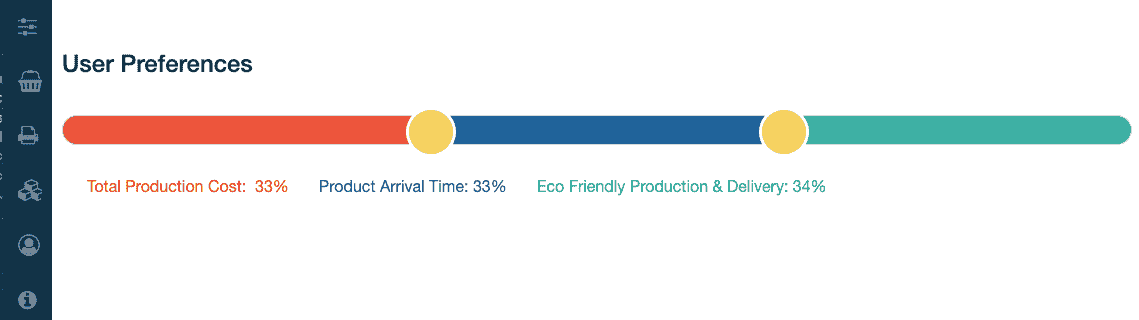 User Preferences
Total Production Cost: 33% Product Arrival Time: 33% Eco Friendly Production & Delivery: 34%